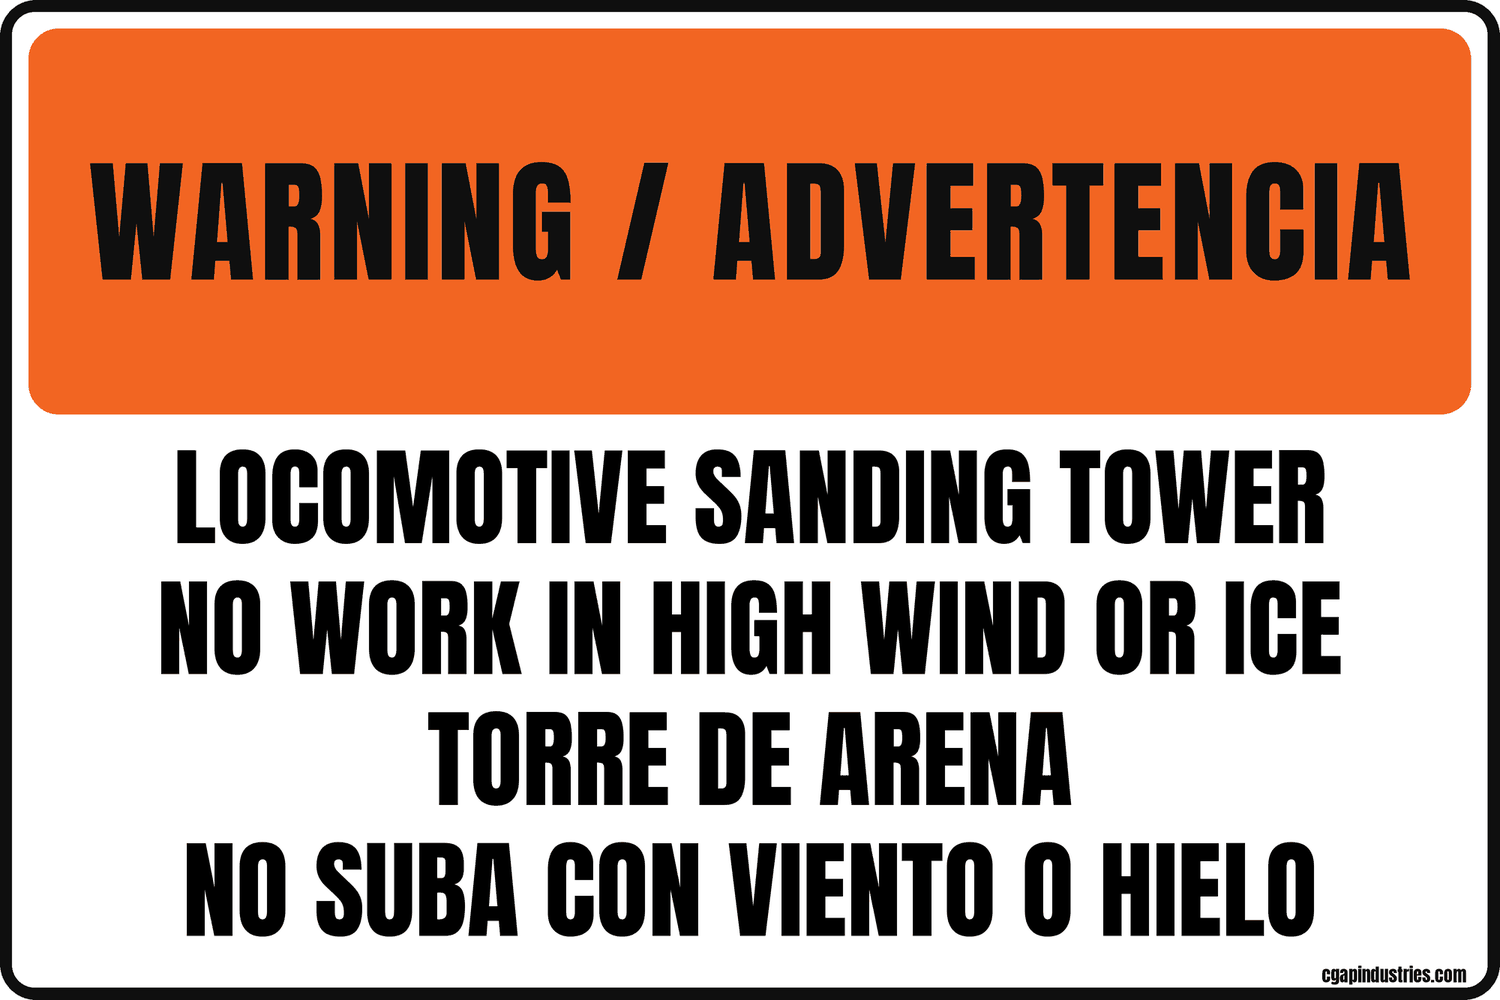 WARNING / ADVERTENCIA
LOCOMOTIVE SANDING TOWER
NO WORK IN HIGH WIND OR ICE
TORRE DE ARENA
NO SUBA CON VIENTO O HIELO
cgapindustries.com